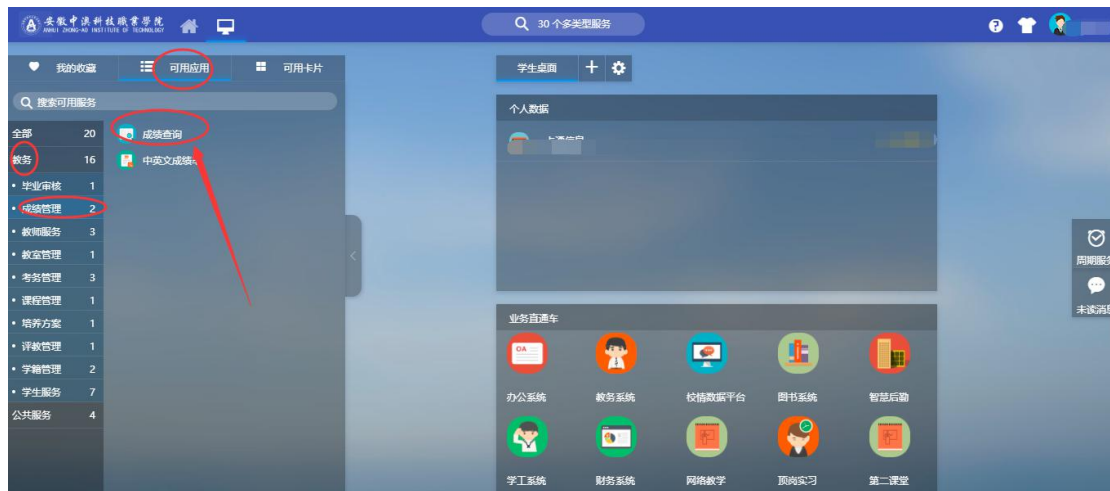 安徽中澳科技职业学院
ANHUI ZHONG-AO INSTITUTE OF TECHNOLOGY
30 个多类型服务
我的收藏
可用应用
可用卡片
搜索可用服务
全部 20
教务 16
• 毕业审核 1
• 成绩管理 2
• 教师服务 3
• 教室管理 1
• 考务管理 3
• 课程管理 1
• 培养方案 1
• 评教管理 1
• 学籍管理 2
• 学生服务 7
公共服务 4
成绩查询
中英文成绩
学生桌面
个人数据
卡通信息
业务直通车
OA
办公系统 教务系统 校情数据平台 图书系统 智慧后勤
学工系统 财务系统 网络教学 顶岗实习 第二课堂
周期服务
未读消息